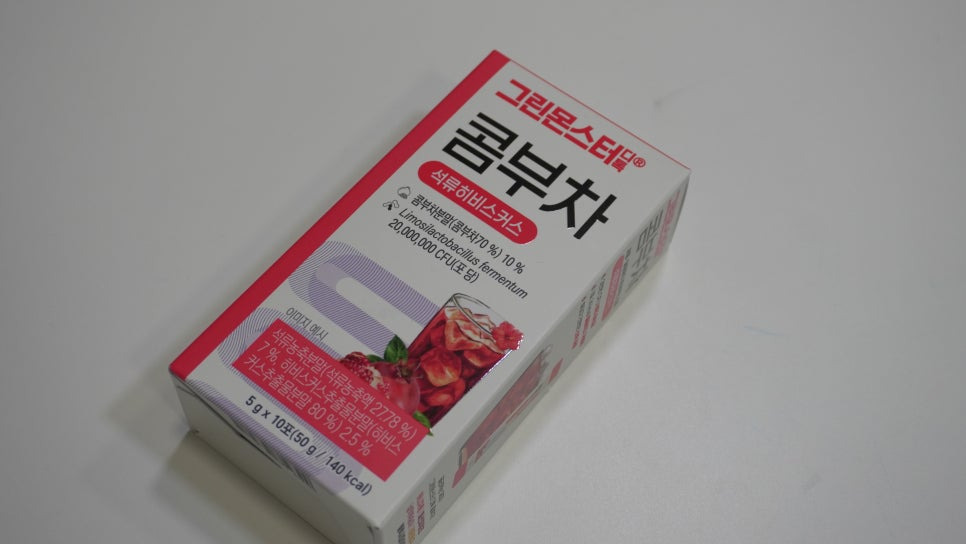 그린몬스터디톡®
콤부차
석류히비스커스
콤부차분말(콤부차70 %) 10 %
Limosilactobacillus fermentum
20,000,000 CFU(포 당)
이미지 예시
석류농축분말(석류농축액 2778 %)
7 %, 히비스커스추출물분말(히비스
커스추출물분말 80 %) 2.5 %
5 g x 10포(50 g / 140 kcal)